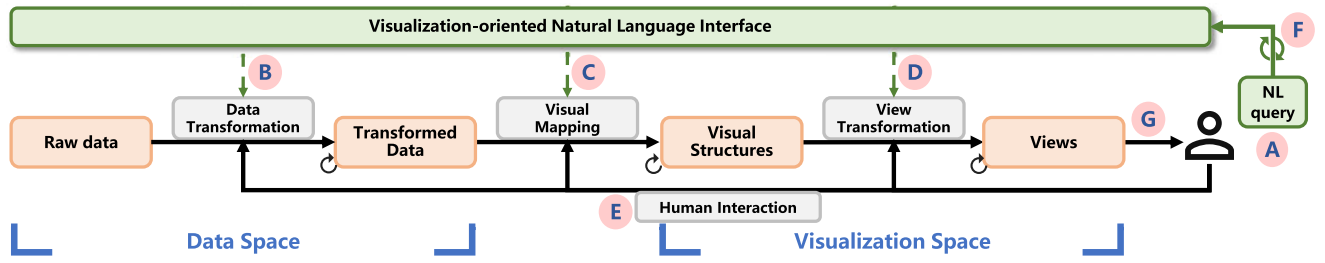 Visualization-oriented Natural Language Interface
F
B
C
D
NL
query
A
Data
Transformation
Visual
Mapping
View
Transformation
Raw data
Transformed
Data
Visual
Structures
Views
G
E
Human Interaction
Data Space
Visualization Space